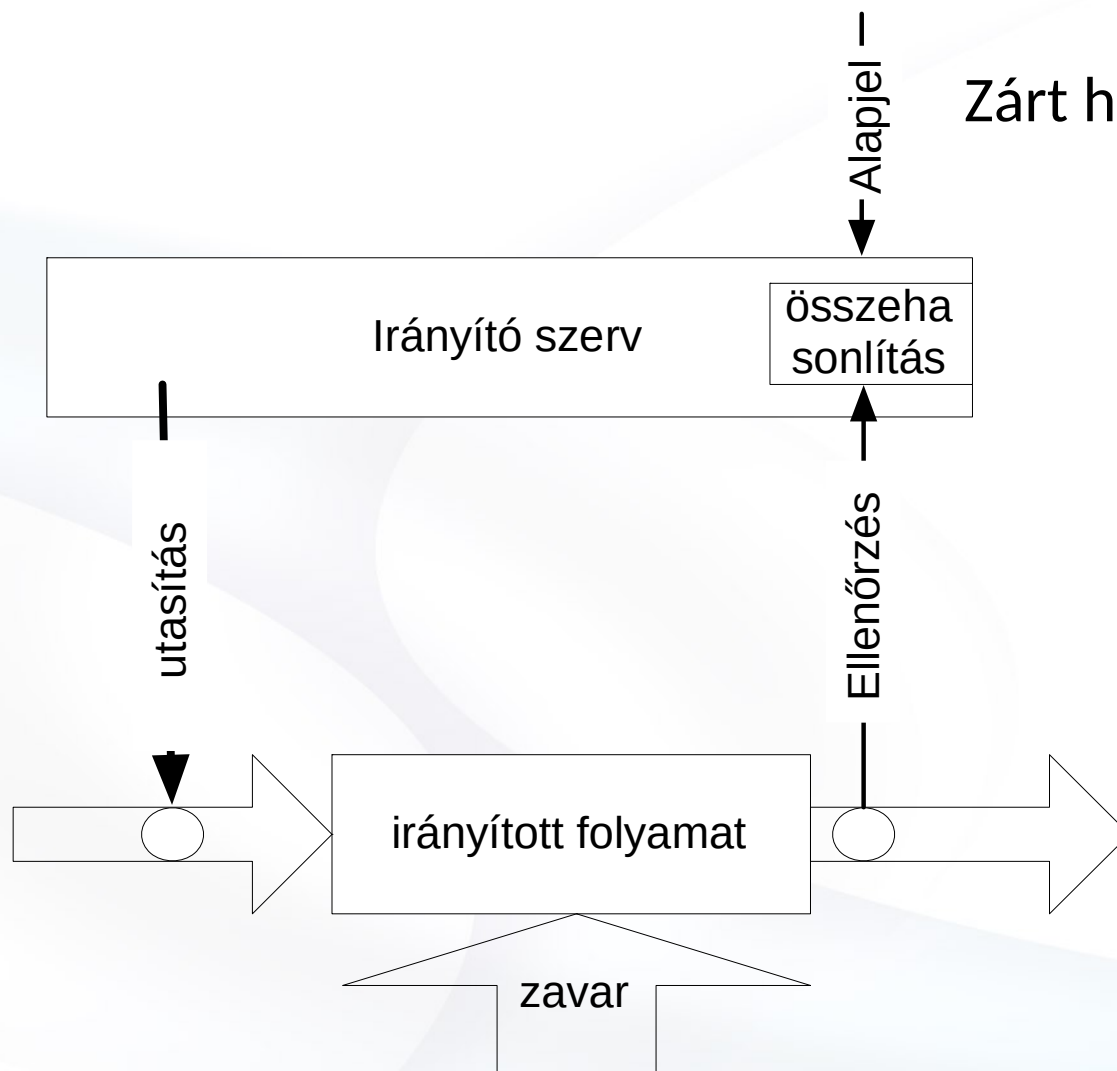 Alapjel
Zárt h
Irányító szerv
összeha
sonlítás
utasítás
Ellenőrzés
irányított folyamat
zavar